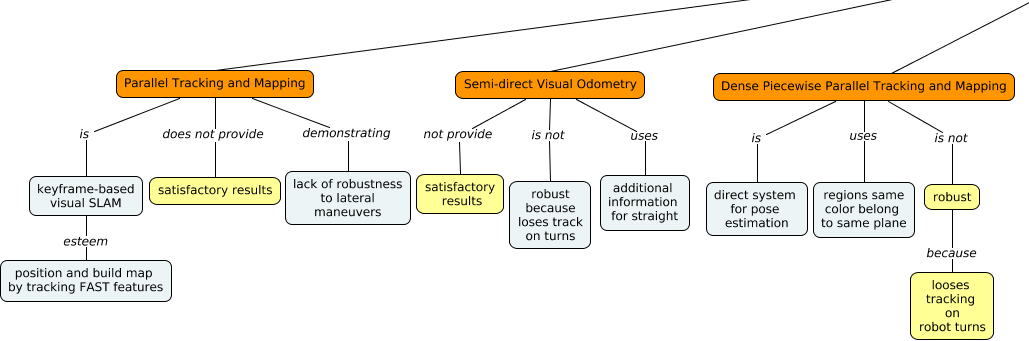 Parallel Tracking and Mapping
Semi-direct Visual Odometry
Dense Piecewise Parallel Tracking and Mapping
is
does not provide
demonstrating
not provide
is not
uses
is
uses
is not
keyframe-based
visual SLAM
satisfactory results
lack of robustness
to lateral
maneuvers
satisfactory
results
robust
because
loses track
on turns
additional
information
for straight
direct system
for pose
estimation
regions same
color belong
to same plane
robust
esteem
because
position and build map
by tracking FAST features
looses
tracking
on
robot turns